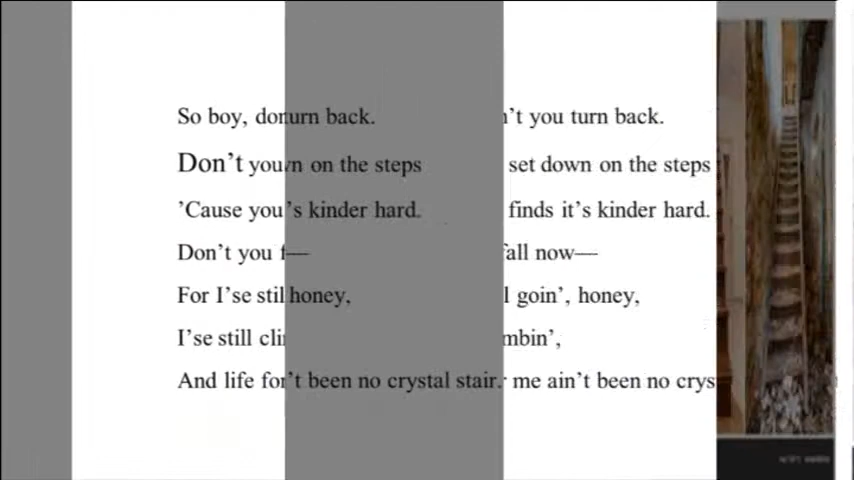 So boy, donurn back. 't you turn back.
Don't you n on the steps set down on the steps
’Cause you’s kinder hard. finds it’s kinder hard.
Don’t you f— fall now—
For I’se stil honey, l goin’, honey,
I’se still cli mbin’,
And life for’t been no crystal stair. me ain’t been no crys